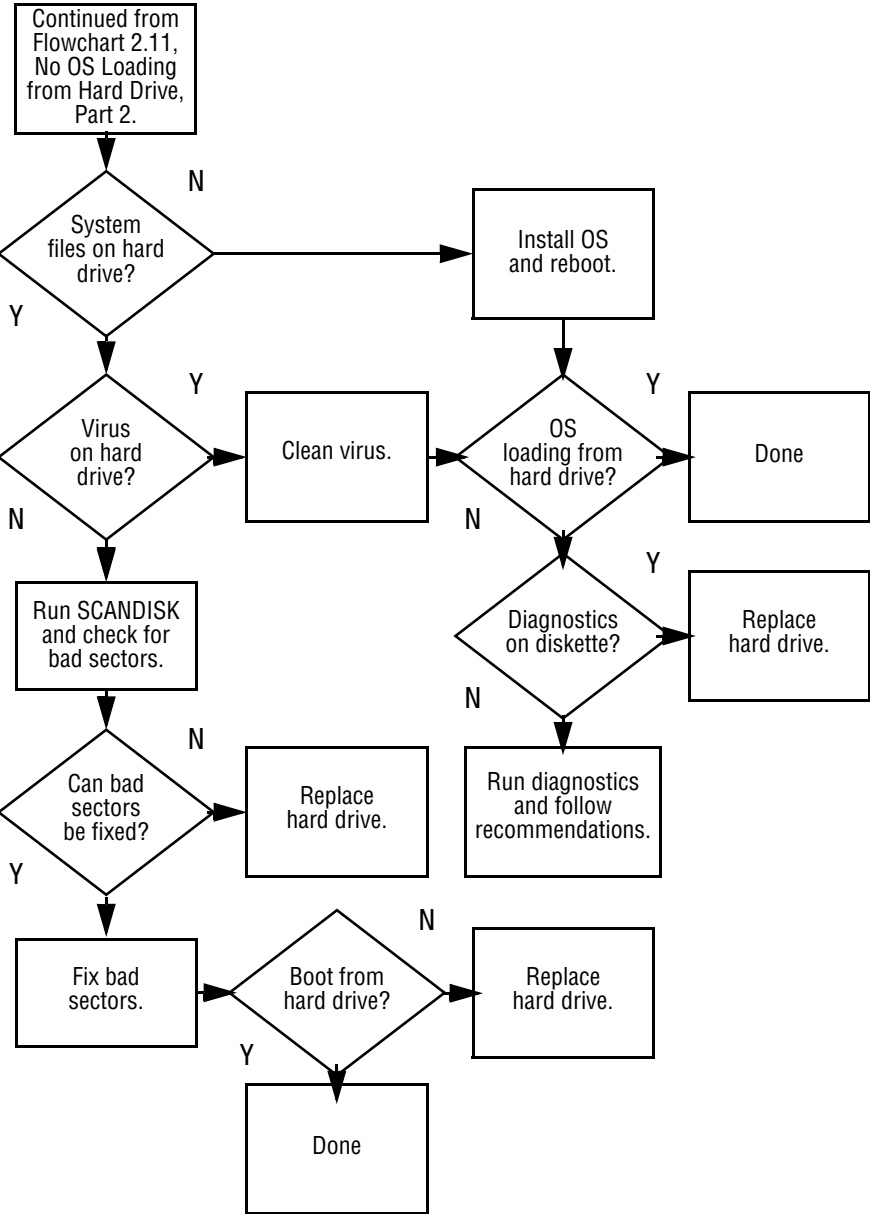 Continued from
Flowchart 2.11,
No OS Loading
from Hard Drive,
Part 2.
N
System
files on hard
drive?
Install OS
and reboot.
Y
Y
Y
Virus
on hard
drive?
Clean virus.
OS
loading from
hard drive?
Done
N
N
Y
Run SCANDISK
and check for
bad sectors.
Diagnostics
on diskette?
Replace
hard drive.
N
N
Can bad
sectors
be fixed?
Replace
hard drive.
Run diagnostics
and follow
recommendations.
Y
N
Fix bad
sectors.
Boot from
hard drive?
Replace
hard drive.
Y
Done